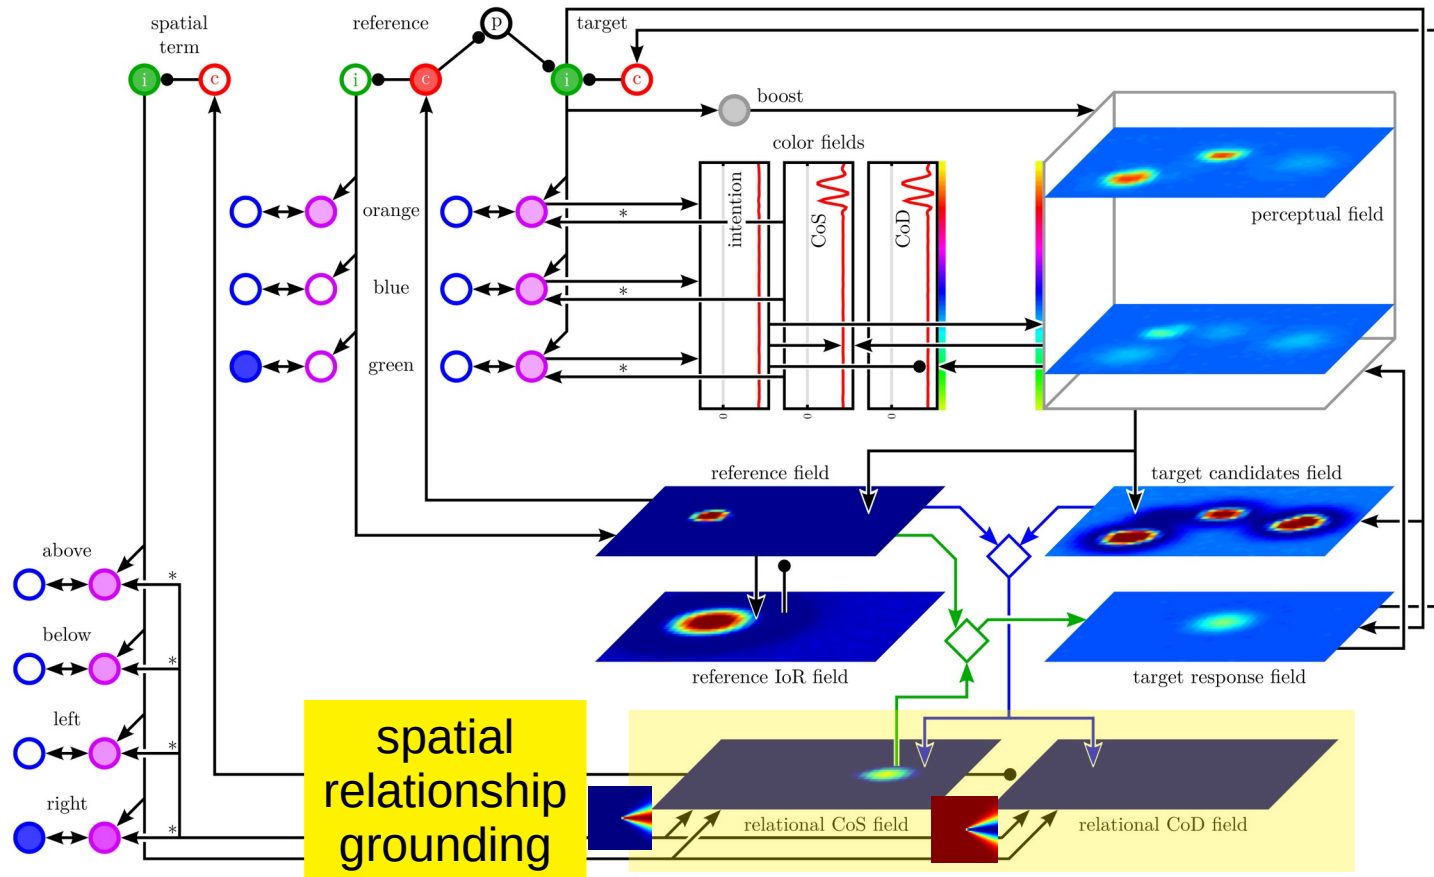 spatial
term
reference
p
target
i
c
i
c
i
c
boost
color fields
intention
CoS
CoD
perceptual field
orange
*
blue
*
green
*
0
0
0
reference field
target candidates field
above
*
below
*
reference IoR field
target response field
left
*
right
*
spatial
relationship
grounding
relational CoS field
relational CoD field